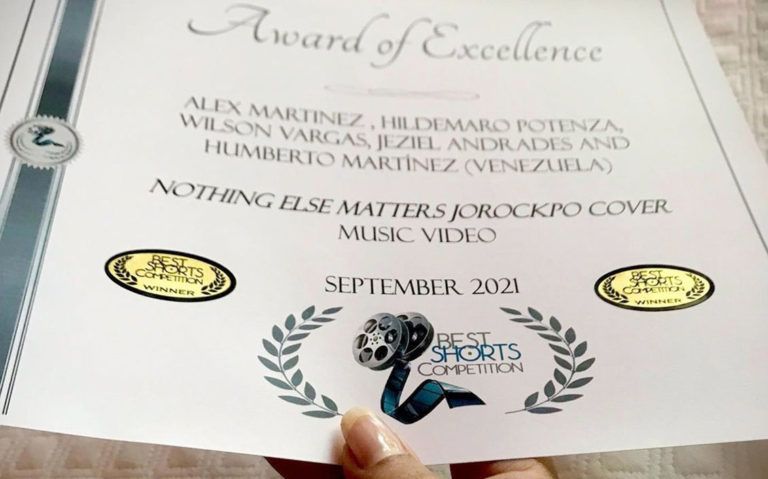 Award of Excellence
ALEX MARTINEZ , HILDEMARO POTENZA,
WILSON VARGAS, JEZIEL ANDRADES AND
HUMBERTO MARTÍNEZ (VENEZUELA)
NOTHING ELSE MATTERS JOROCKPO COVER
MUSIC VIDEO
SEPTEMBER 2021
BEST
SHORTS
COMPETITION
WINNER
BEST
SHORTS
COMPETITION
WINNER
BEST
SHORTS
COMPETITION